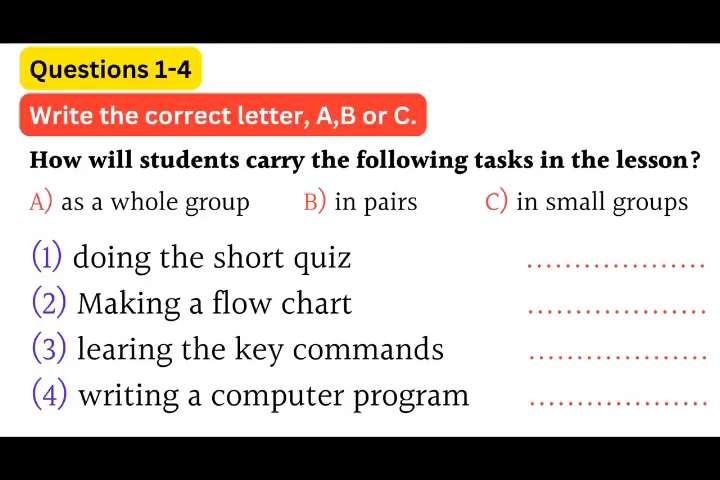 Questions 1-4
Write the correct letter, A,B or C.
How will students carry the following tasks in the lesson?
A) as a whole group B) in pairs C) in small groups
(1) doing the short quiz ...................
(2) Making a flow chart ...................
(3) learing the key commands ...................
(4) writing a computer program ...................